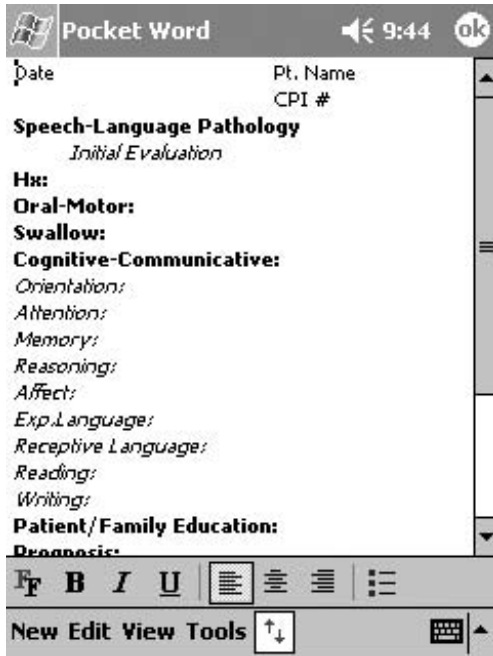 Pocket Word 9:44 ok
Date Pt. Name
CPI #
Speech-Language Pathology
Initial Evaluation
Hx:
Oral-Motor:
Swallow:
Cognitive-Communicative:
Orientation:
Attention:
Memory:
Reasoning:
Affect:
Exp.Language:
Receptive Language:
Reading:
Writing:
Patient/Family Education:
Prognosis:
FF B I U
New Edit View Tools